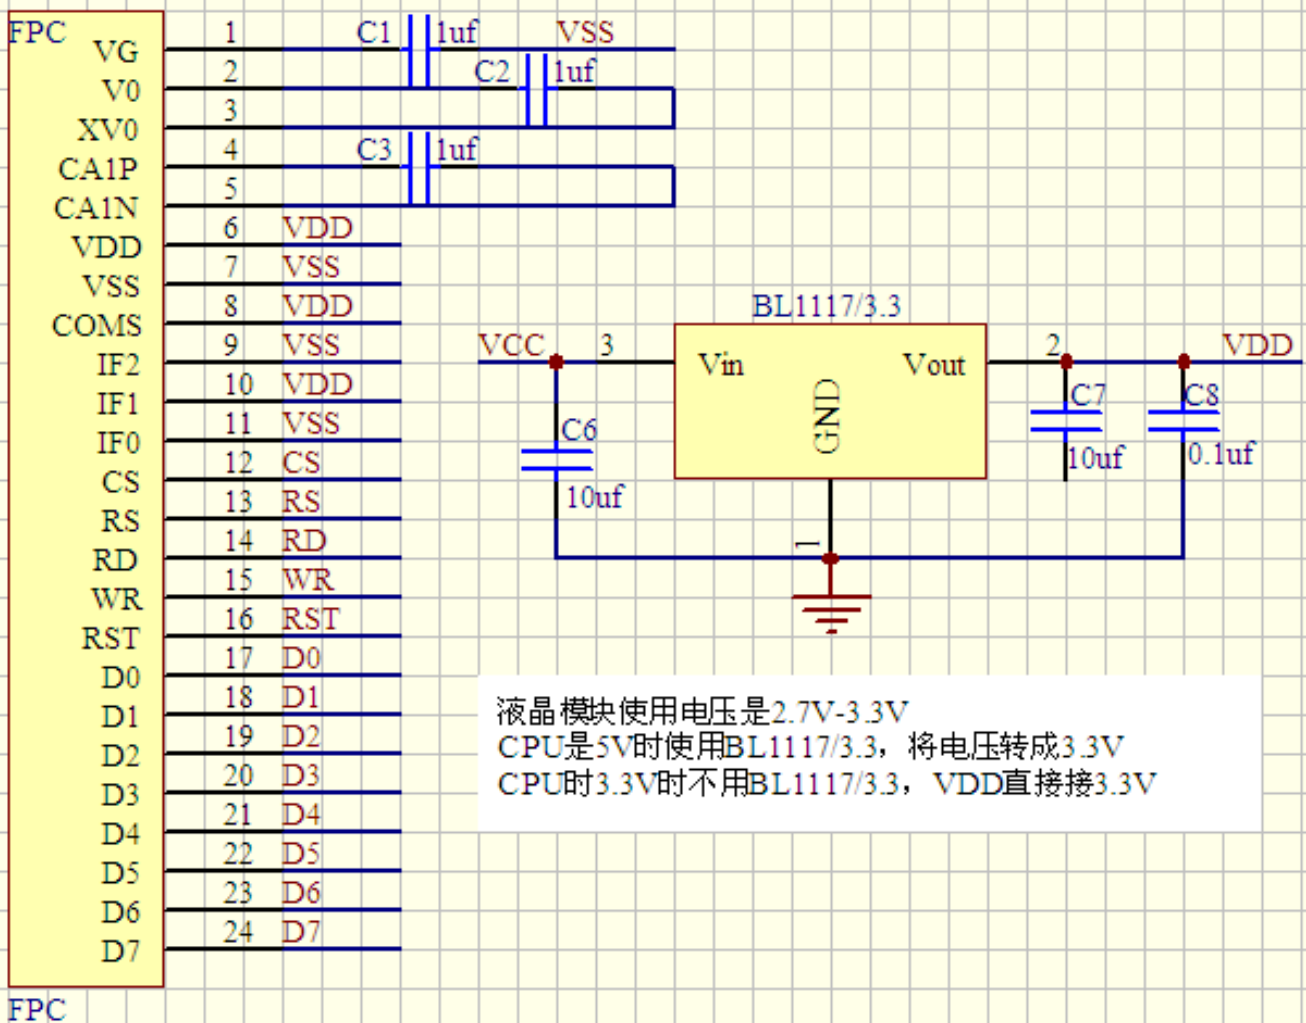 FPC
VG 1 C1 1uf VSS
V0 2 C2 1uf
XV0 3
CA1P 4 C3 1uf
CA1N 5
VDD 6 VDD
VSS 7 VSS
COMS 8 VDD
IF2 9 VSS
IF1 10 VDD
IF0 11 VSS
CS 12 CS
RS 13 RS
RD 14 RD
WR 15 WR
RST 16 RST
D0 17 D0
D1 18 D1
D2 19 D2
D3 20 D3
D4 21 D4
D5 22 D5
D6 23 D6
D7 24 D7
FPC
BL1117/3.3
VCC 3 Vin Vout 2 VDD
GND
C6
10uf
C7
10uf
C8
0.1uf
1
液晶模块使用电压是2.7V-3.3V
CPU是5V时使用BL1117/3.3，将电压转成3.3V
CPU时3.3V时不用BL1117/3.3，VDD直接接3.3V